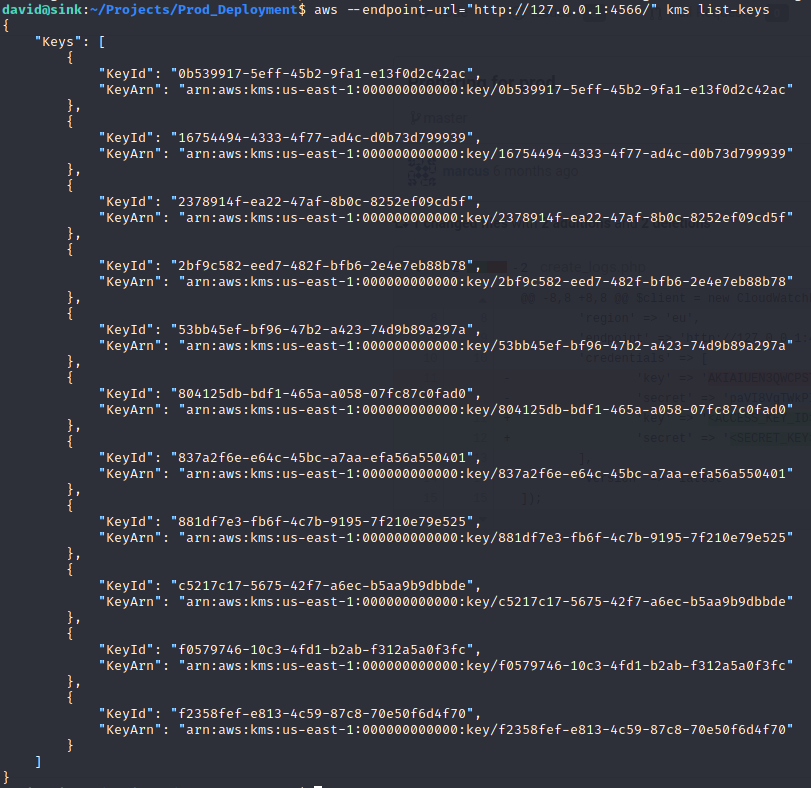 david@sink:~/Projects/Prod_Deployment$ aws --endpoint-url="http://127.0.0.1:4566/" kms list-keys
{
    "Keys": [
        {
            "KeyId": "0b539917-5eff-45b2-9fa1-e13f0d2c42ac",
            "KeyArn": "arn:aws:kms:us-east-1:000000000000:key/0b539917-5eff-45b2-9fa1-e13f0d2c42ac"
        },
        {
            "KeyId": "16754494-4333-4f77-ad4c-d0b73d799939",
            "KeyArn": "arn:aws:kms:us-east-1:000000000000:key/16754494-4333-4f77-ad4c-d0b73d799939"
        },
        {
            "KeyId": "2378914f-ea22-47af-8b0c-8252ef09cd5f",
            "KeyArn": "arn:aws:kms:us-east-1:000000000000:key/2378914f-ea22-47af-8b0c-8252ef09cd5f"
        },
        {
            "KeyId": "2bf9c582-eed7-482f-bfb6-2e4e7eb88b78",
            "KeyArn": "arn:aws:kms:us-east-1:000000000000:key/2bf9c582-eed7-482f-bfb6-2e4e7eb88b78"
        },
        {
            "KeyId": "53bb45ef-bf96-47b2-a423-74d9b89a297a",
            "KeyArn": "arn:aws:kms:us-east-1:000000000000:key/53bb45ef-bf96-47b2-a423-74d9b89a297a"
        },
        {
            "KeyId": "804125db-bdf1-465a-a058-07fc87c0fad0",
            "KeyArn": "arn:aws:kms:us-east-1:000000000000:key/804125db-bdf1-465a-a058-07fc87c0fad0"
        },
        {
            "KeyId": "837a2f6e-e64c-45bc-a7aa-efa56a550401",
            "KeyArn": "arn:aws:kms:us-east-1:000000000000:key/837a2f6e-e64c-45bc-a7aa-efa56a550401"
        },
        {
            "KeyId": "881df7e3-fb6f-4c7b-9195-7f210e79e525",
            "KeyArn": "arn:aws:kms:us-east-1:000000000000:key/881df7e3-fb6f-4c7b-9195-7f210e79e525"
        },
        {
            "KeyId": "c5217c17-5675-42f7-a6ec-b5aa9b9dbbde",
            "KeyArn": "arn:aws:kms:us-east-1:000000000000:key/c5217c17-5675-42f7-a6ec-b5aa9b9dbbde"
        },
        {
            "KeyId": "f0579746-10c3-4fd1-b2ab-f312a5a0f3fc",
            "KeyArn": "arn:aws:kms:us-east-1:000000000000:key/f0579746-10c3-4fd1-b2ab-f312a5a0f3fc"
        },
        {
            "KeyId": "f2358fef-e813-4c59-87c8-70e50f6d4f70",
            "KeyArn": "arn:aws:kms:us-east-1:000000000000:key/f2358fef-e813-4c59-87c8-70e50f6d4f70"
        }
    ]
}